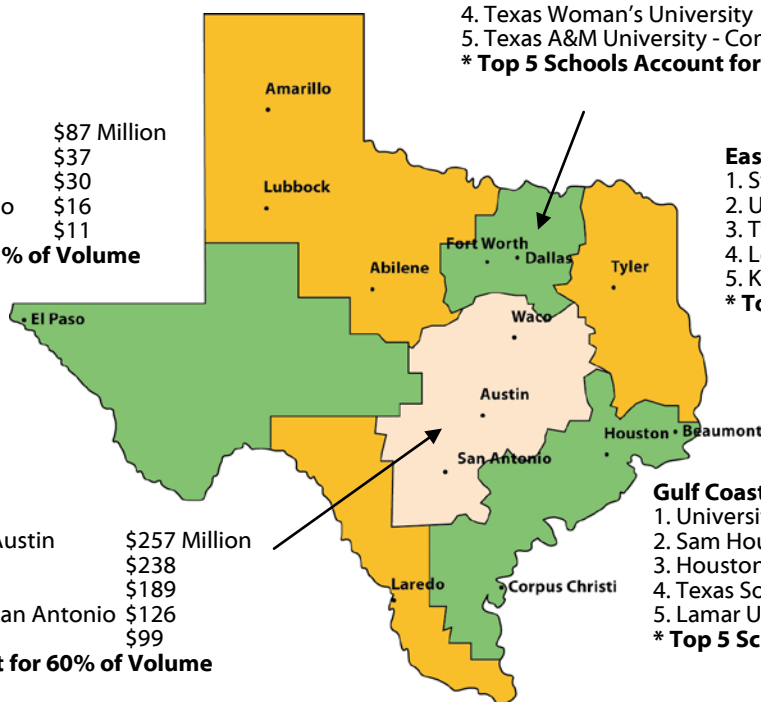 4. Texas Woman's University
5. Texas A&M University - Con
* Top 5 Schools Account for
$87 Million
$37
$30
o $16
$11
% of Volume
Eas
1. S
2. U
3. T
4. L
5. K
* To
Amarillo
Lubbock
Fort Worth
Dallas
Abilene
Tyler
El Paso
Waco
Austin
Houston
Beaumont
San Antonio
Gulf Coast
1. Universit
2. Sam Hou
3. Houston
4. Texas So
5. Lamar U
* Top 5 Sc
Austin $257 Million
$238
$189
an Antonio $126
$99
t for 60% of Volume
Laredo
Corpus Christi